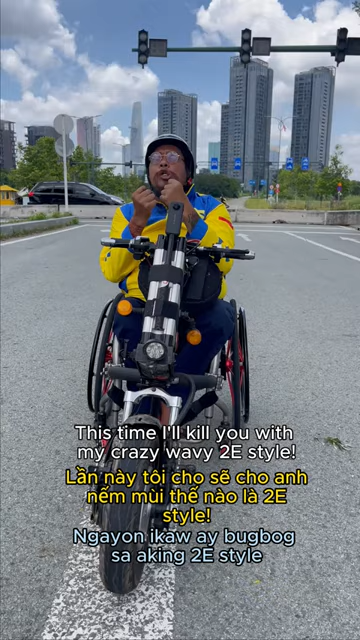 This time I'll kill you with
my crazy wavy 2E style!
Lần này tôi cho sẽ cho anh
nếm mùi thế nào là 2E
style!
Ngayon ikaw ay bugbog
sa aking 2E style